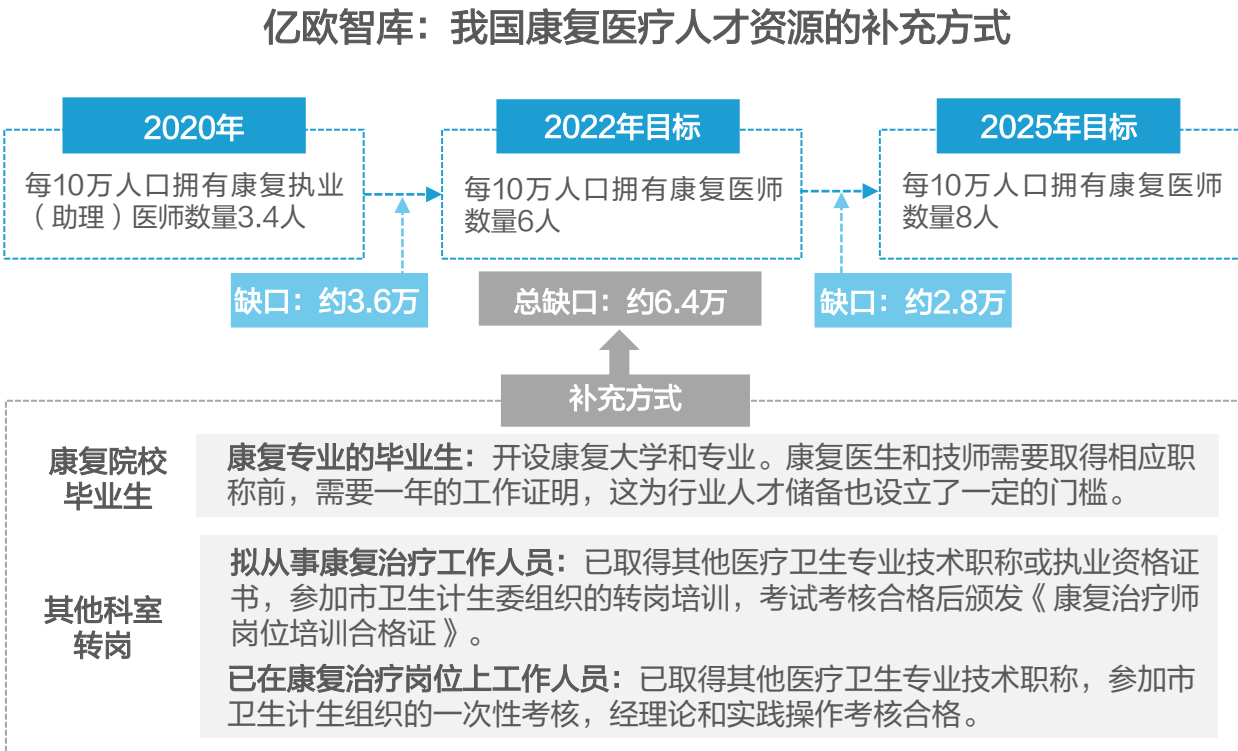 亿欧智库：我国康复医疗人才资源的补充方式
2020年
2022年目标
2025年目标
每10万人口拥有康复执业
（助理）医师数量3.4人
每10万人口拥有康复医师
数量6人
每10万人口拥有康复医师
数量8人
缺口：约3.6万
总缺口：约6.4万
缺口：约2.8万
补充方式
康复院校
毕业生
康复专业的毕业生：开设康复大学和专业。康复医生和技师需要取得相应职
称前，需要一年的工作证明，这为行业人才储备也设立了一定的门槛。
其他科室
转岗
拟从事康复治疗工作人员：已取得其他医疗卫生专业技术职称或执业资格证
书，参加市卫生计生委组织的转岗培训，考试考核合格后颁发《康复治疗师
岗位培训合格证》。
已在康复治疗岗位上工作人员：已取得其他医疗卫生专业技术职称，参加市
卫生计生组织的一次性考核，经理论和实践操作考核合格。